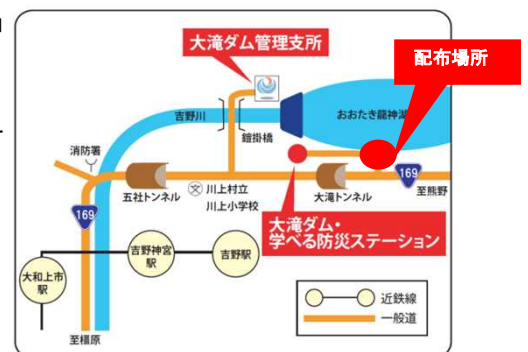 大滝ダム管理支所
配布場所
吉野川
鎧掛橋
おおたき龍神湖
消防署
五社トンネル
文
川上村立
川上小学校
大滝トンネル
169
至熊野
169
大滝ダム・
学べる防災ステーション
吉野神宮
駅
吉野駅
大和上市
駅
近鉄線
一般道
至橿原